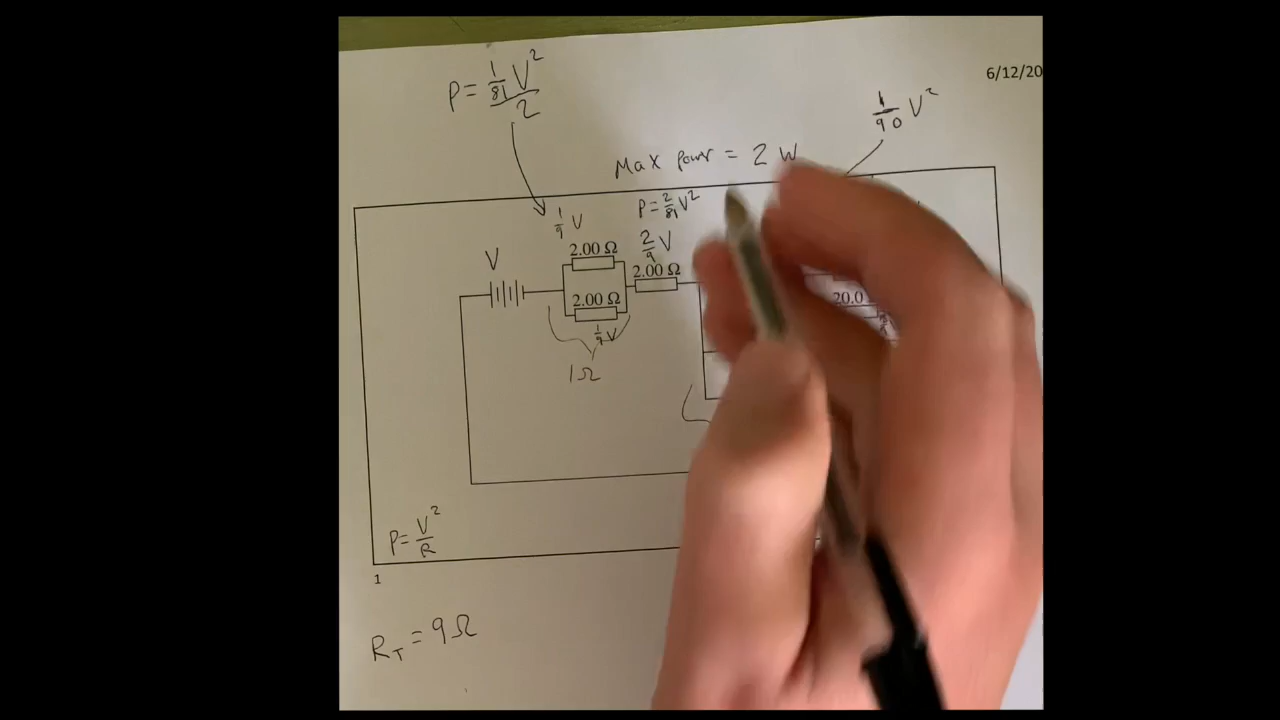 P = 1/81 V² / 2
6/12/20
1/90 V²
Max power = 2 W
P = 2/81 V²
1/9 V
2/9 V
V
2.00 Ω
2.00 Ω
2.00 Ω
20.0
1/9 V
1Ω
P = V²/R
1
R_T = 9Ω